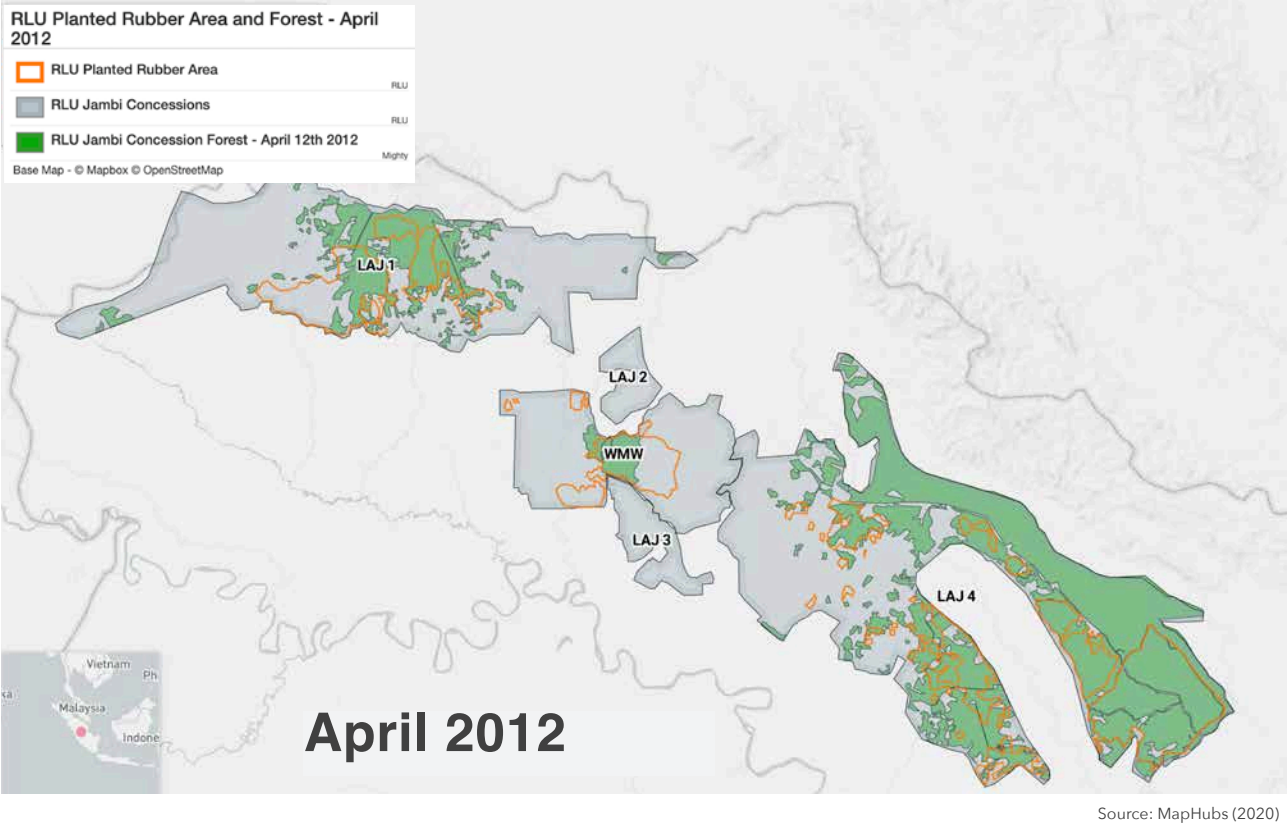 RLU Planted Rubber Area and Forest - April
2012
RLU Planted Rubber Area
RLU
RLU Jambi Concessions
RLU
RLU Jambi Concession Forest - April 12th 2012
Mighty
Base Map - © Mapbox © OpenStreetMap
LAJ 1
LAJ 2
WMW
LAJ 3
LAJ 4
Vietnam
Ph
ka
Malaysia
Indone
April 2012
Source: MapHubs (2020)